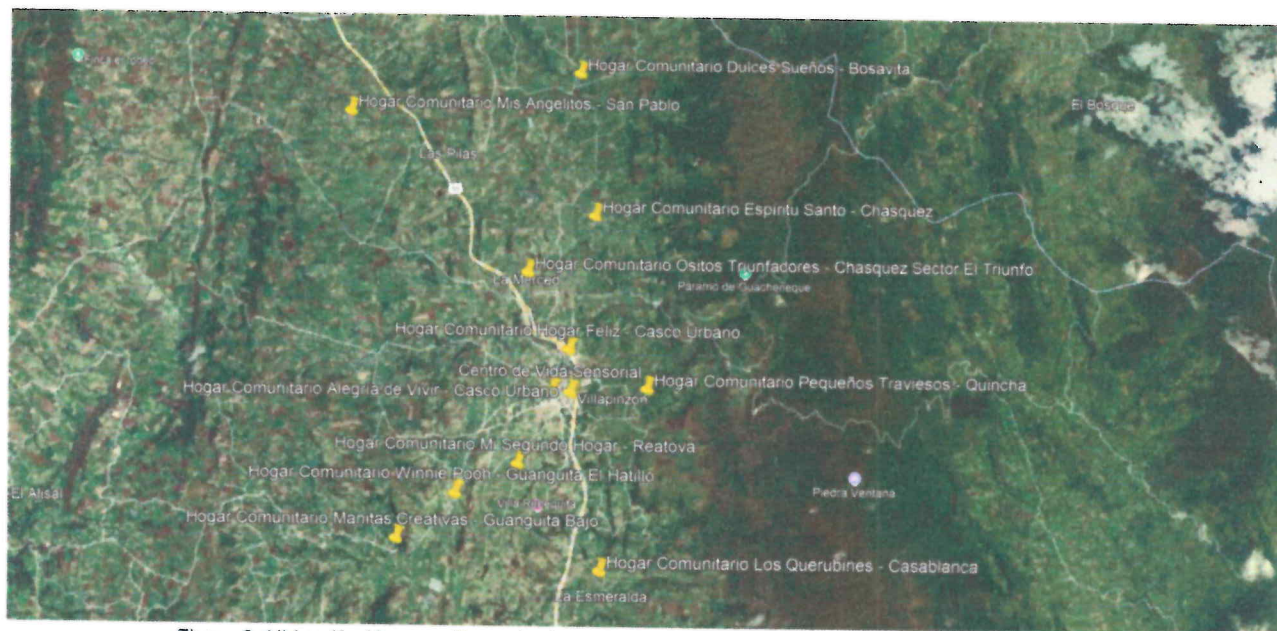 Hogar Comunitario Dulces Sueños - Bosavita
Hogar Comunitario Mis Angelitos - San Pablo
El Bosque
Las Pilas
Hogar Comunitario Espiritu Santo - Chasquez
Hogar Comunitario Ositos Triunfadores - Chasquez Sector El Triunfo
La Merced
Páramo de Guacheneque
Hogar Comunitario Hogar Feliz - Casco Urbano
Centro de Vida Sensorial
Hogar Comunitario Alegria de Vivir - Casco Urbano
Hogar Comunitario Pequeños Traviesos - Quincha
Villapinzón
Hogar Comunitario Mi Segundo Hogar - Reatova
Hogar Comunitario Winnie Pooh - Guanguita El Hatillo
El Alisal
Piedra Ventana
Hogar Comunitario Manitas Creativas - Guanguita Bajo
Hogar Comunitario Los Querubines - Casablanca
La Esmeralda